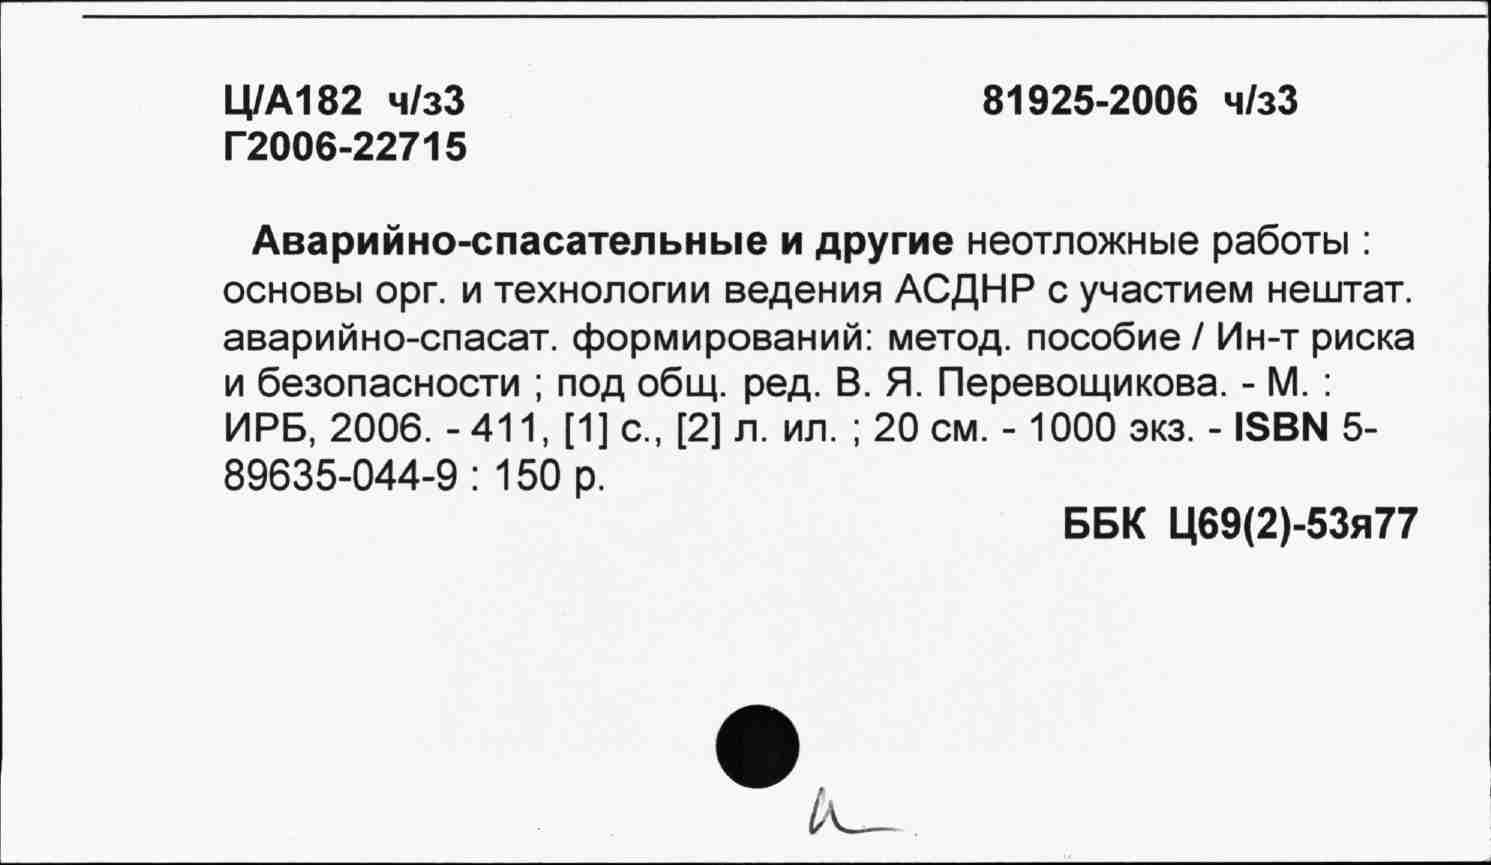 Ц/А182 ч/з3 81925-2006 ч/з3
Г2006-22715
Аварийно-спасательные и другие неотложные работы :
основы орг. и технологии ведения АСДНР с участием нештат.
аварийно-спасат. формирований: метод. пособие / Ин-т риска
и безопасности ; под общ. ред. В. Я. Перевощикова. - М. :
ИРБ, 2006. - 411, [1] с., [2] л. ил. ; 20 см. - 1000 экз. - ISBN 5-
89635-044-9 : 150 р.
ББК Ц69(2)-53я77